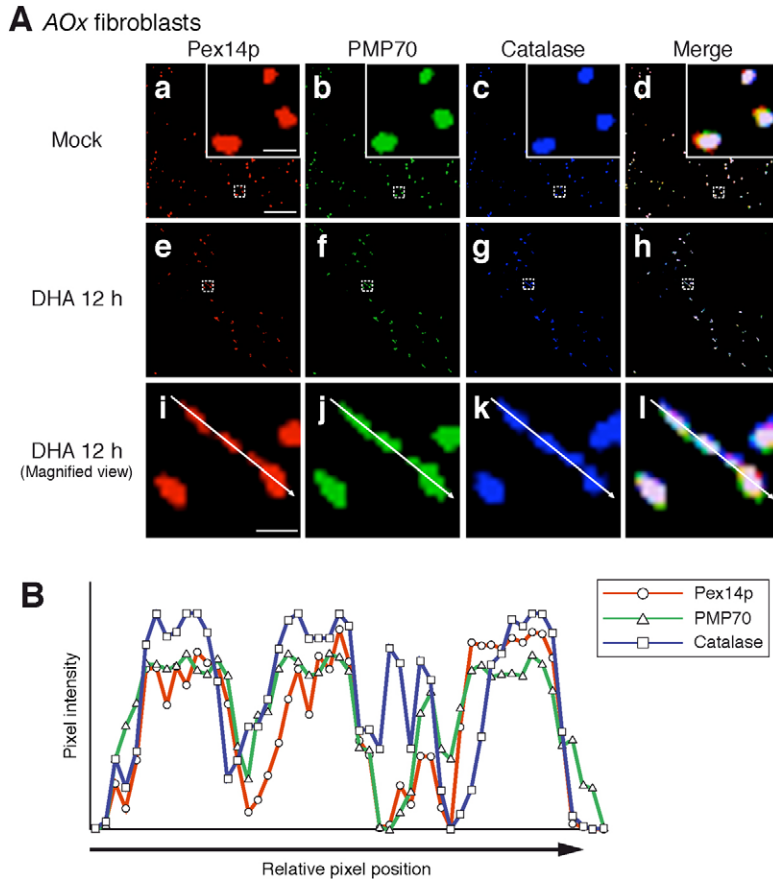 A AOx fibroblasts
Pex14p PMP70 Catalase Merge
Mock
a b c d
DHA 12 h
e f g h
DHA 12 h
(Magnified view)
i j k l
B
Pixel intensity
Relative pixel position
Pex14p
PMP70
Catalase